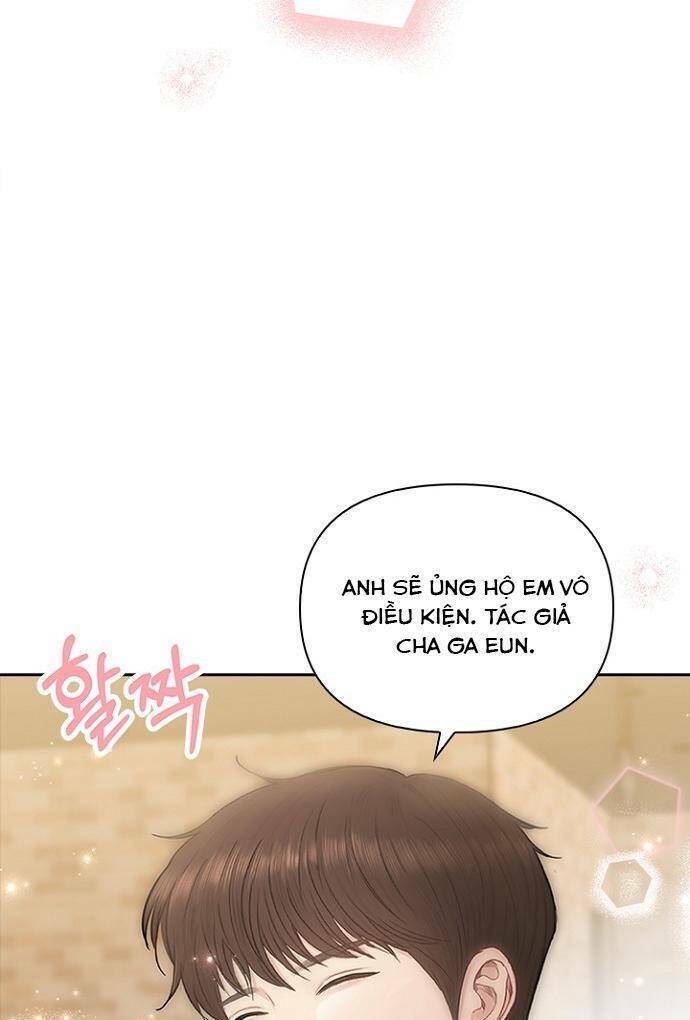 ANH SẼ ỦNG HỘ EM VÔ
ĐIỀU KIỆN. TÁC GIẢ
CHA GA EUN.
활짝